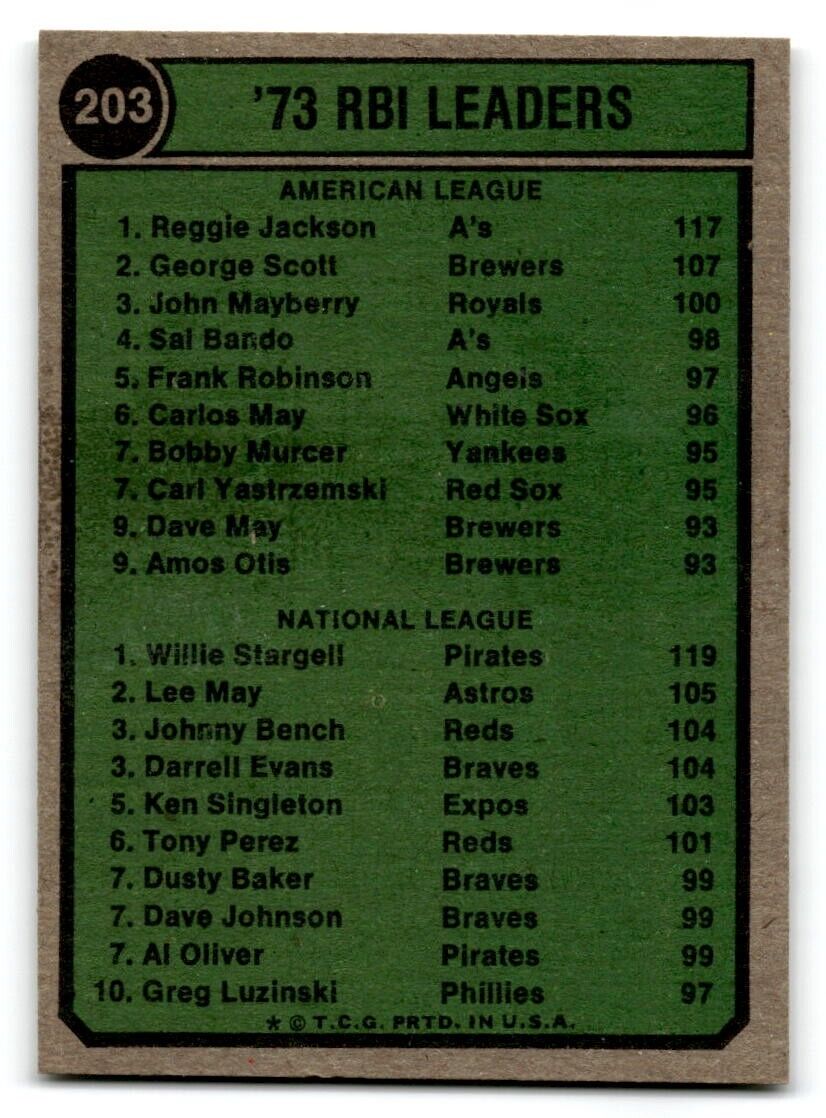 203 '73 RBI LEADERS
AMERICAN LEAGUE
1. Reggie Jackson A's 117
2. George Scott Brewers 107
3. John Mayberry Royals 100
4. Sal Bando A's 98
5. Frank Robinson Angels 97
6. Carlos May White Sox 96
7. Bobby Murcer Yankees 95
7. Carl Yastrzemski Red Sox 95
9. Dave May Brewers 93
9. Amos Otis Brewers 93
NATIONAL LEAGUE
1. Willie Stargell Pirates 119
2. Lee May Astros 105
3. Johnny Bench Reds 104
3. Darrell Evans Braves 104
5. Ken Singleton Expos 103
6. Tony Perez Reds 101
7. Dusty Baker Braves 99
7. Dave Johnson Braves 99
7. Al Oliver Pirates 99
10. Greg Luzinski Phillies 97
* © T.C.G. PRTD. IN U.S.A.